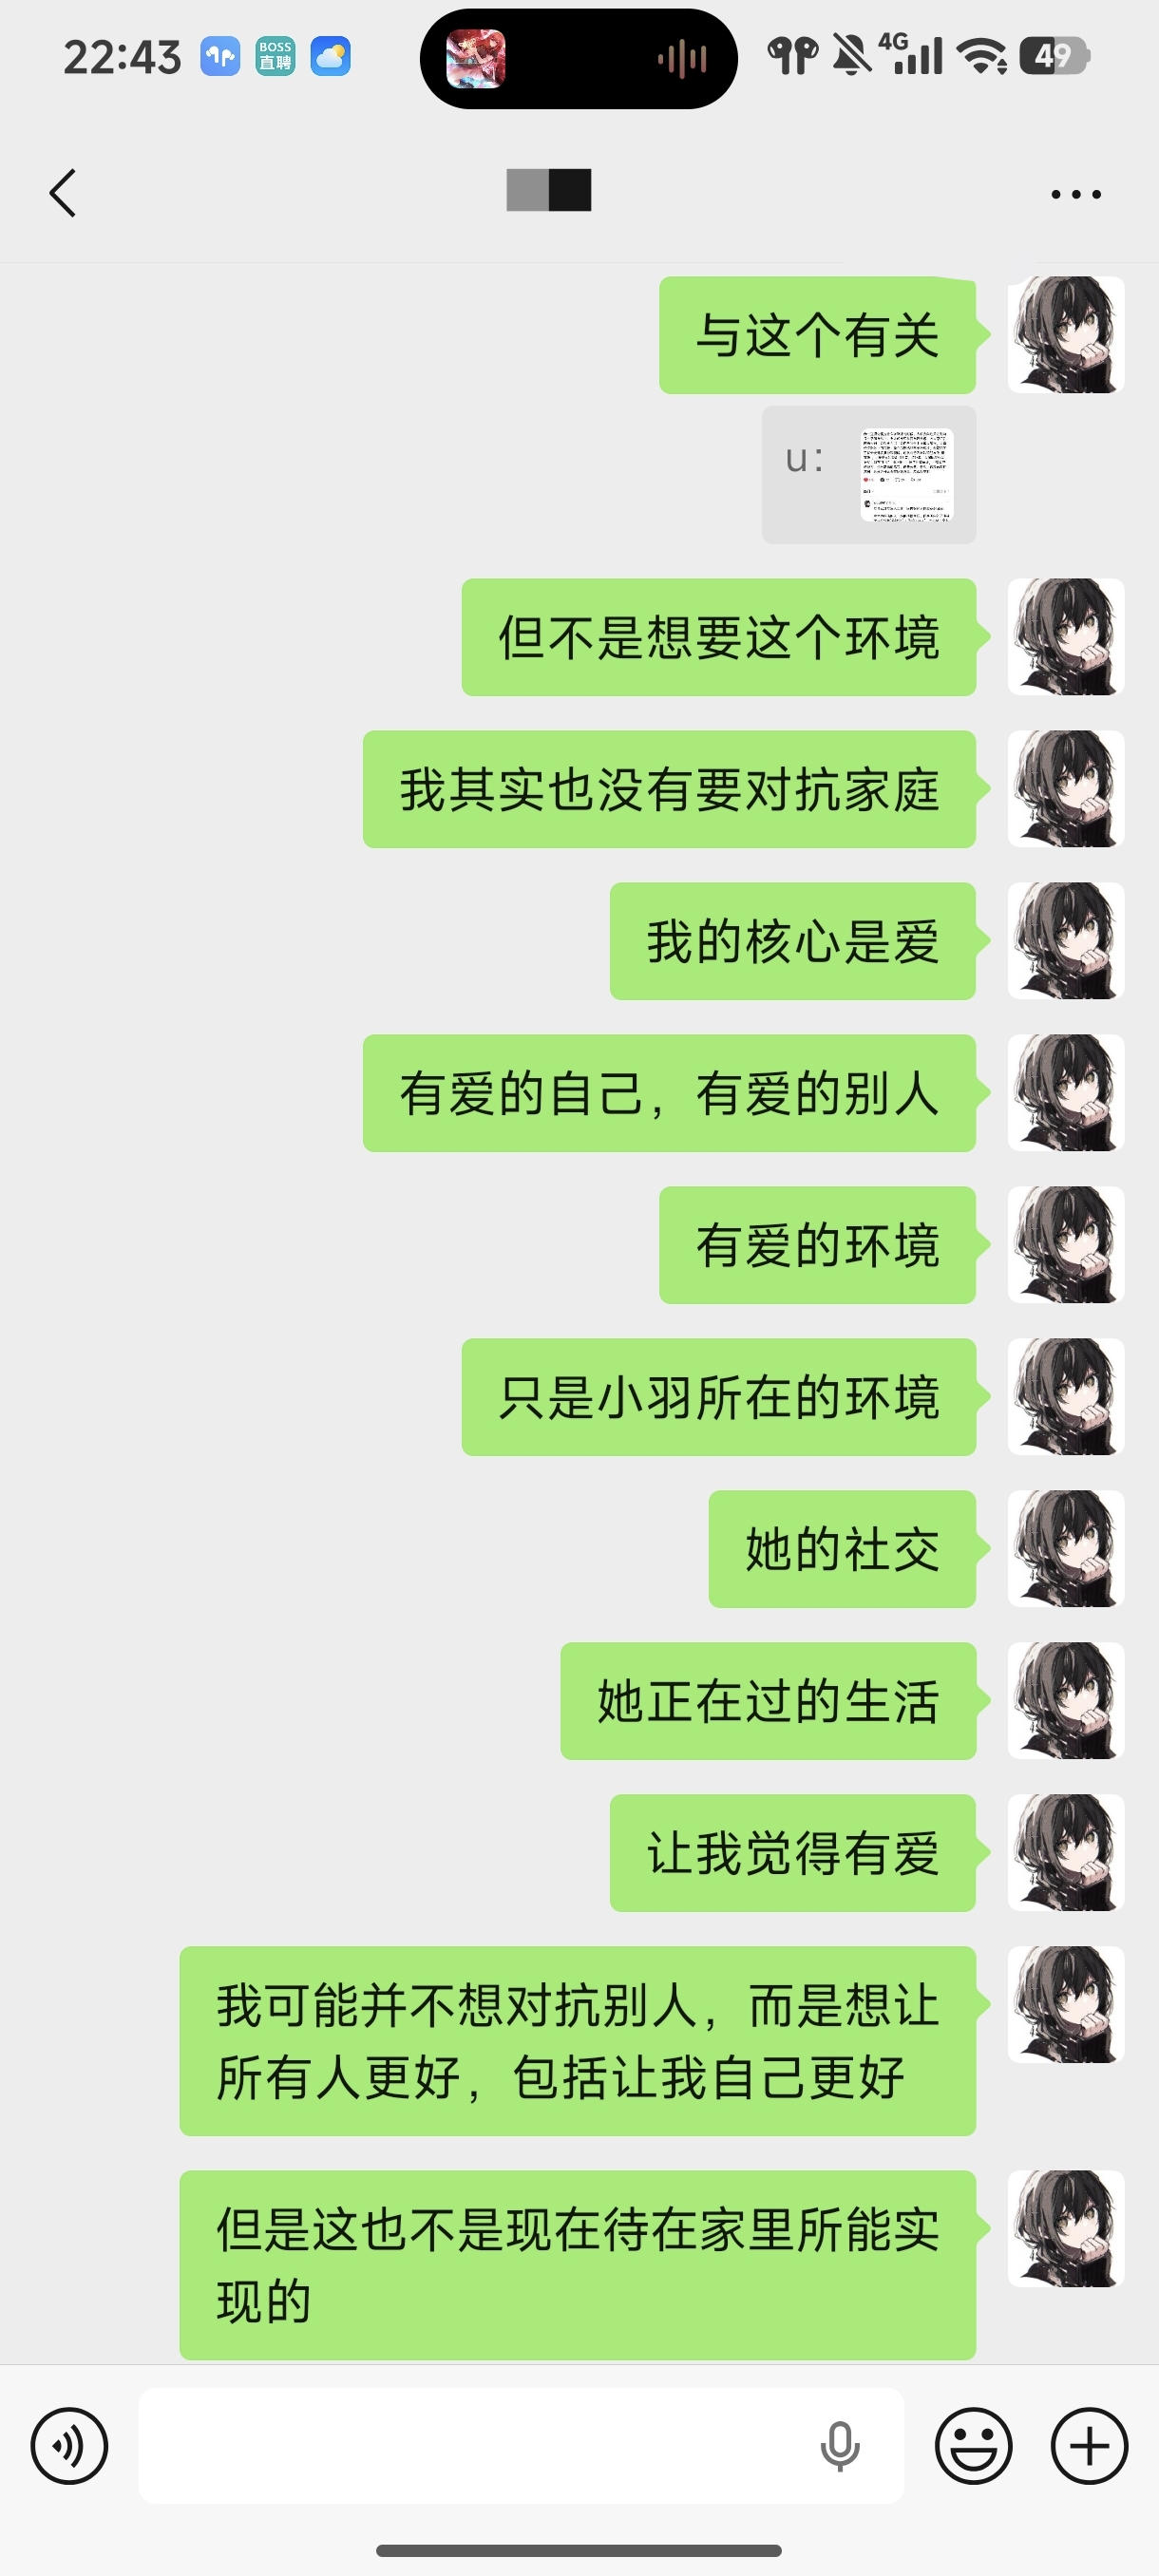 22:43
BOSS
直聘
4G
49
与这个有关
u:
但不是想要这个环境
我其实也没有要对抗家庭
我的核心是爱
有爱的自己，有爱的别人
有爱的环境
只是小羽所在的环境
她的社交
她正在过的生活
让我觉得有爱
我可能并不想对抗别人，而是想让
所有人更好，包括让我自己更好
但是这也不是现在待在家里所能实
现的